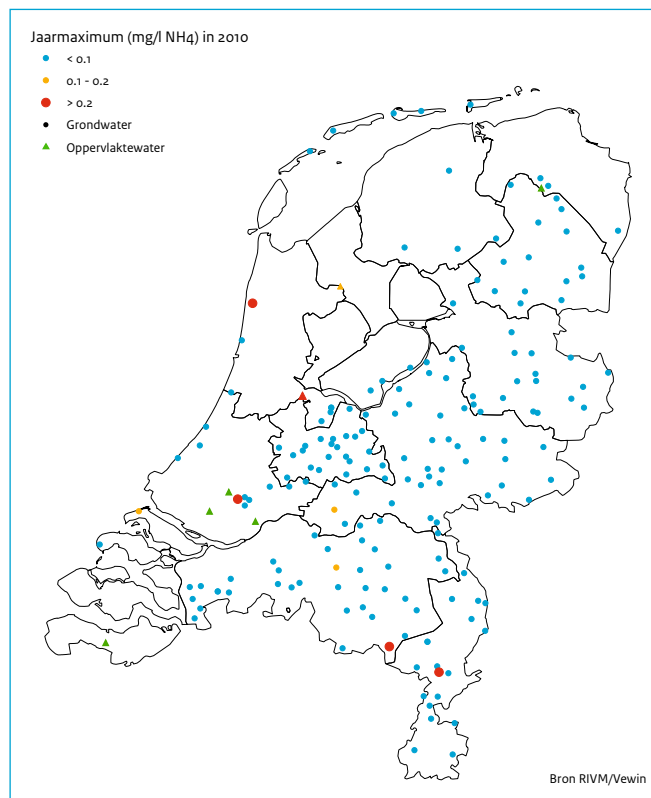 Jaarmaximum (mg/l NH4) in 2010
< 0.1
0.1 - 0.2
> 0.2
Grondwater
Oppervlaktewater
Bron RIVM/Vewin